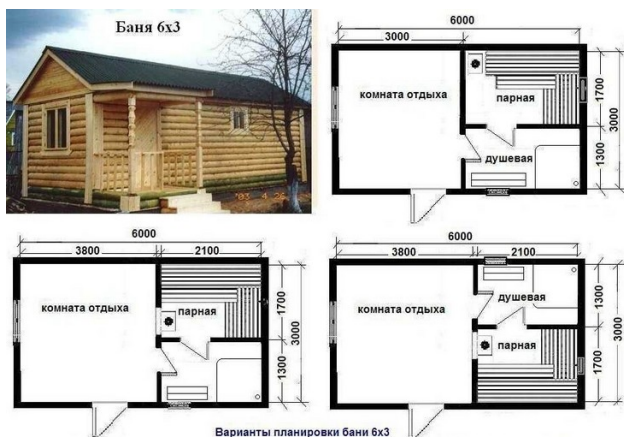 Баня 6х3
6000
3000
комната отдыха
парная
душевая
1700
1300
3000
6000
3800
2100
комната отдыха
парная
1700
1300
3000
6000
3800
2100
комната отдыха
душевая
парная
1300
1700
3000
Варианты планировки бани 6х3